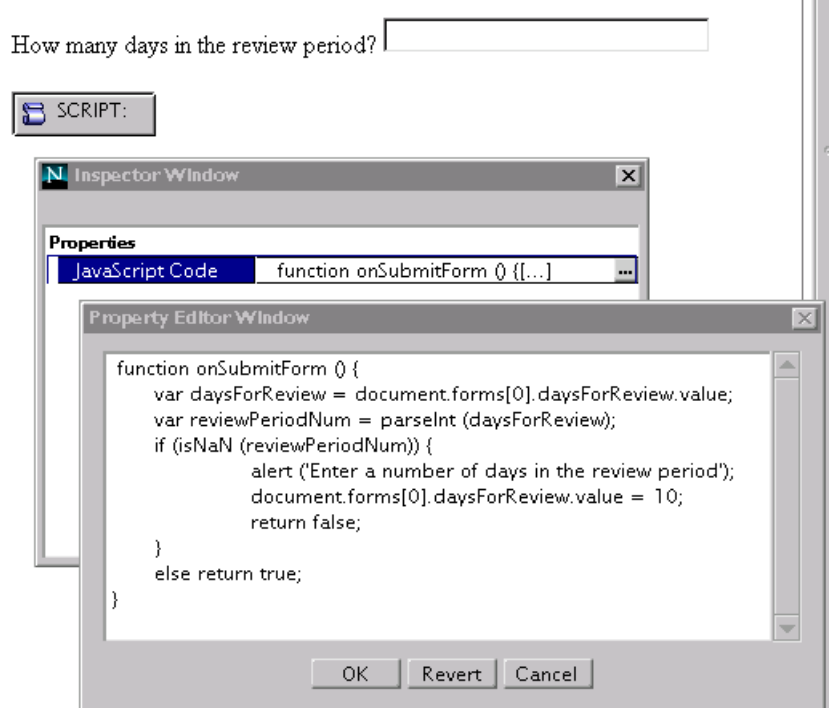 How many days in the review period?
SCRIPT:
N Inspector Window
Properties
JavaScript Code function onSubmitForm () {[...] ...
Property Editor Window
function onSubmitForm () {
var daysForReview = document.forms[0].daysForReview.value;
var reviewPeriodNum = parseInt (daysForReview);
if (isNaN (reviewPeriodNum)) {
alert ('Enter a number of days in the review period');
document.forms[0].daysForReview.value = 10;
return false;
}
else return true;
}
OK Revert Cancel